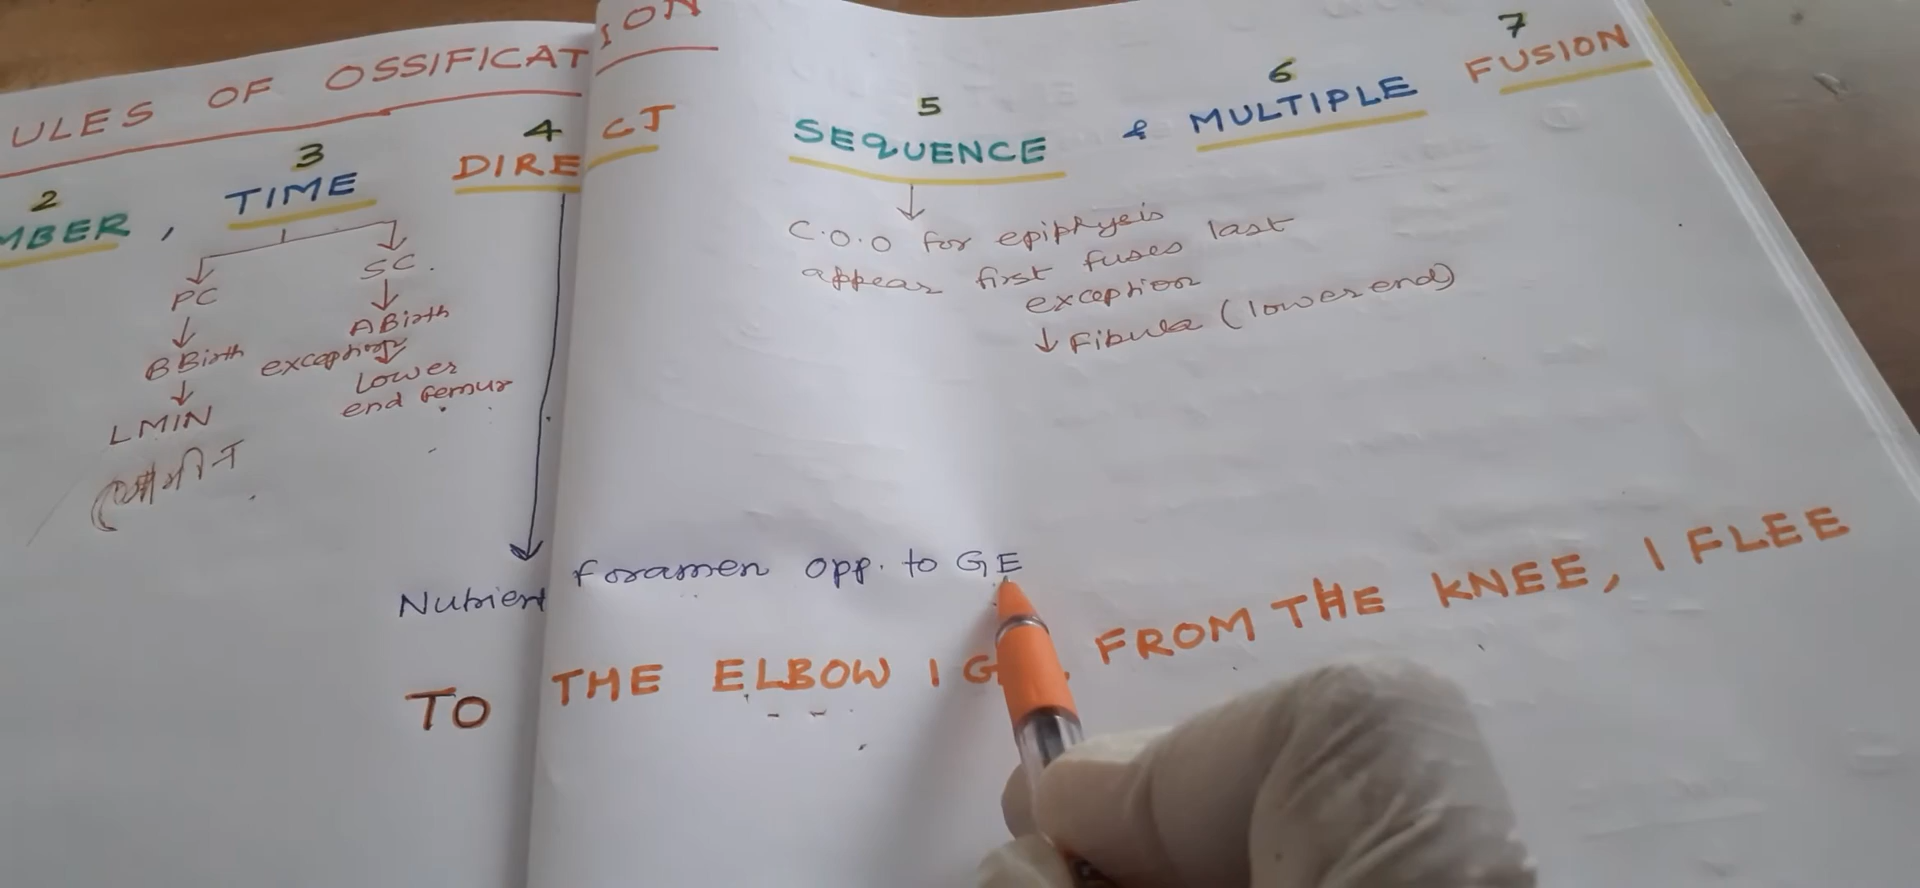 ULES OF OSSIFICATION
2 3 4 5 6 7
MBER, TIME DIRECT SEQUENCE & MULTIPLE FUSION
PC SC.
B Birth A Birth
LMIN exception
Lower
end femur
C.O.O for epiphysis
appear first fuses last
exception
↓ Fibula (lower end)
Nutrient foramen opp. to GE
TO THE ELBOW I G FROM THE KNEE, I FLEE